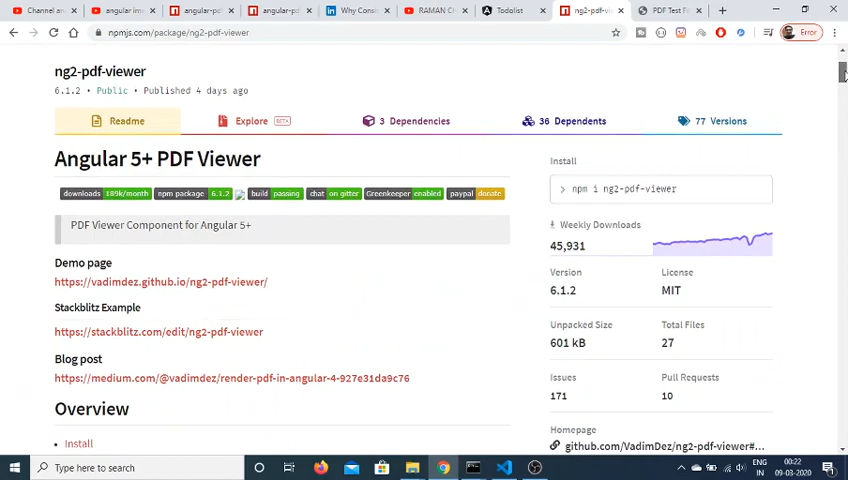 Channel an
angular im
angular-pd
angular-pd
Why Consi
RAMAN Ch
Todolist
ng2-pdf-vi
PDF Test Fi
npmjs.com/package/ng2-pdf-viewer
Error
ng2-pdf-viewer
6.1.2 • Public • Published 4 days ago
Readme
Explore BETA
3 Dependencies
36 Dependents
77 Versions
Angular 5+ PDF Viewer
downloads 189k/month npm package 6.1.2 build passing chat on gitter Greenkeeper enabled paypal donate
PDF Viewer Component for Angular 5+
Demo page
https://vadimdez.github.io/ng2-pdf-viewer/
Stackblitz Example
https://stackblitz.com/edit/ng2-pdf-viewer
Blog post
https://medium.com/@vadimdez/render-pdf-in-angular-4-927e31da9c76
Overview
• Install
Install
> npm i ng2-pdf-viewer
Weekly Downloads
45,931
Version
License
6.1.2
MIT
Unpacked Size
Total Files
601 kB
27
Issues
Pull Requests
171
10
Homepage
github.com/VadimDez/ng2-pdf-viewer#...
Type here to search
ENG
IN
00:22
09-03-2020